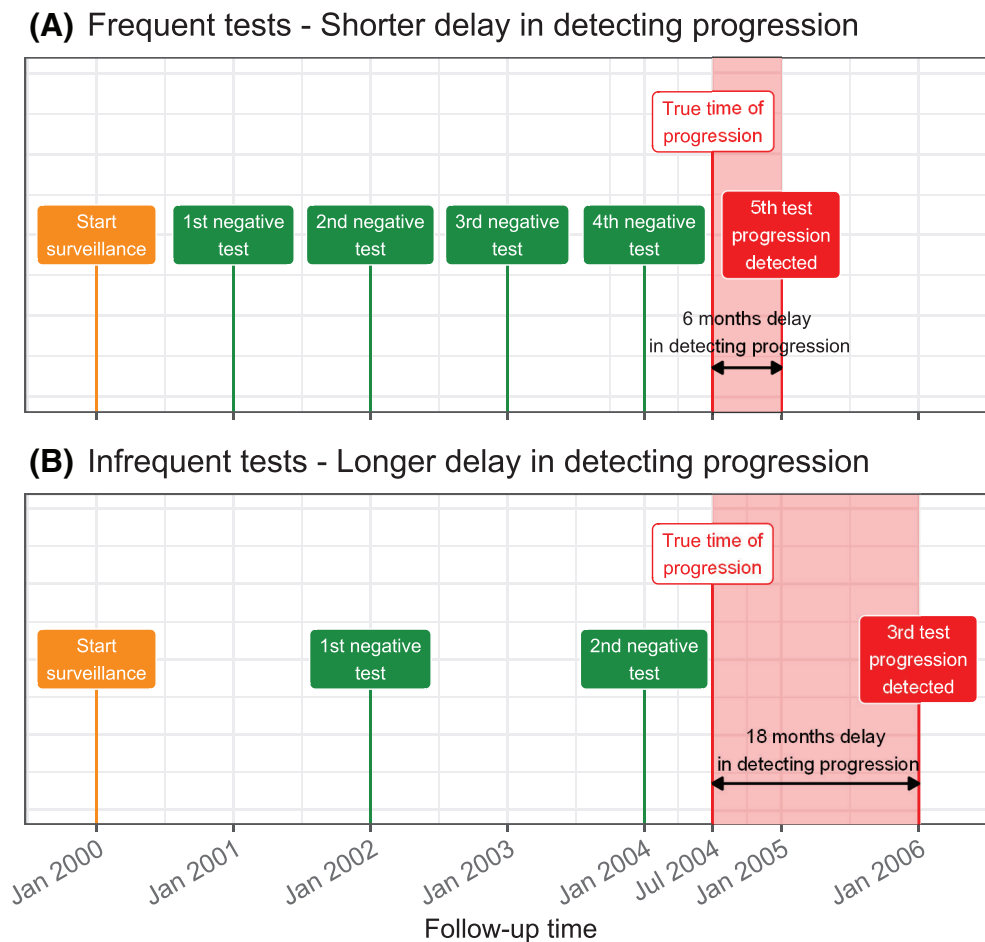 (A) Frequent tests - Shorter delay in detecting progression
True time of
progression
Start
surveillance
1st negative
test
2nd negative
test
3rd negative
test
4th negative
test
5th test
progression
detected
6 months delay
in detecting progression
(B) Infrequent tests - Longer delay in detecting progression
True time of
progression
Start
surveillance
1st negative
test
2nd negative
test
3rd test
progression
detected
18 months delay
in detecting progression
Jan 2000
Jan 2001
Jan 2002
Jan 2003
Jan 2004
Jul 2004
Jan 2005
Jan 2006
Follow-up time